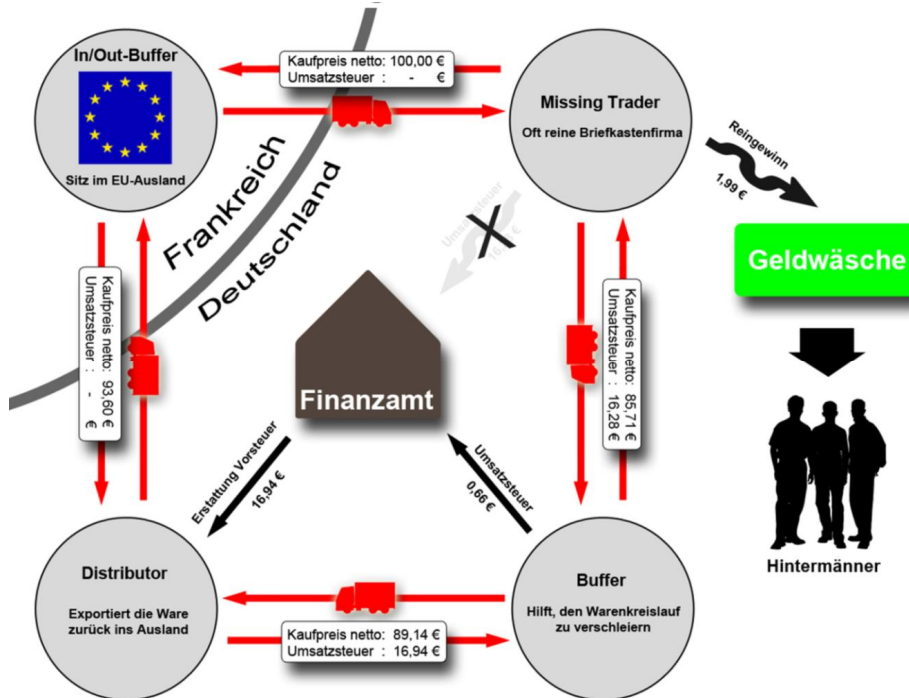 In/Out-Buffer
Sitz im EU-Ausland
Kaufpreis netto: 100,00 €
Umsatzsteuer : - €
Missing Trader
Oft reine Briefkastenfirma
Reingewinn
1,99 €
Frankreich
Deutschland
Umsatzsteuer
Geldwäsche
Kaufpreis netto: 93,60 €
Umsatzsteuer : - €
Kaufpreis netto: 85,71 €
Umsatzsteuer : 16,28 €
Finanzamt
Erstattung Vorsteuer
16,94 €
Umsatzsteuer
0,66 €
Hintermänner
Distributor
Exportiert die Ware
zurück ins Ausland
Buffer
Hilft, den Warenkreislauf
zu verschleiern
Kaufpreis netto: 89,14 €
Umsatzsteuer : 16,94 €